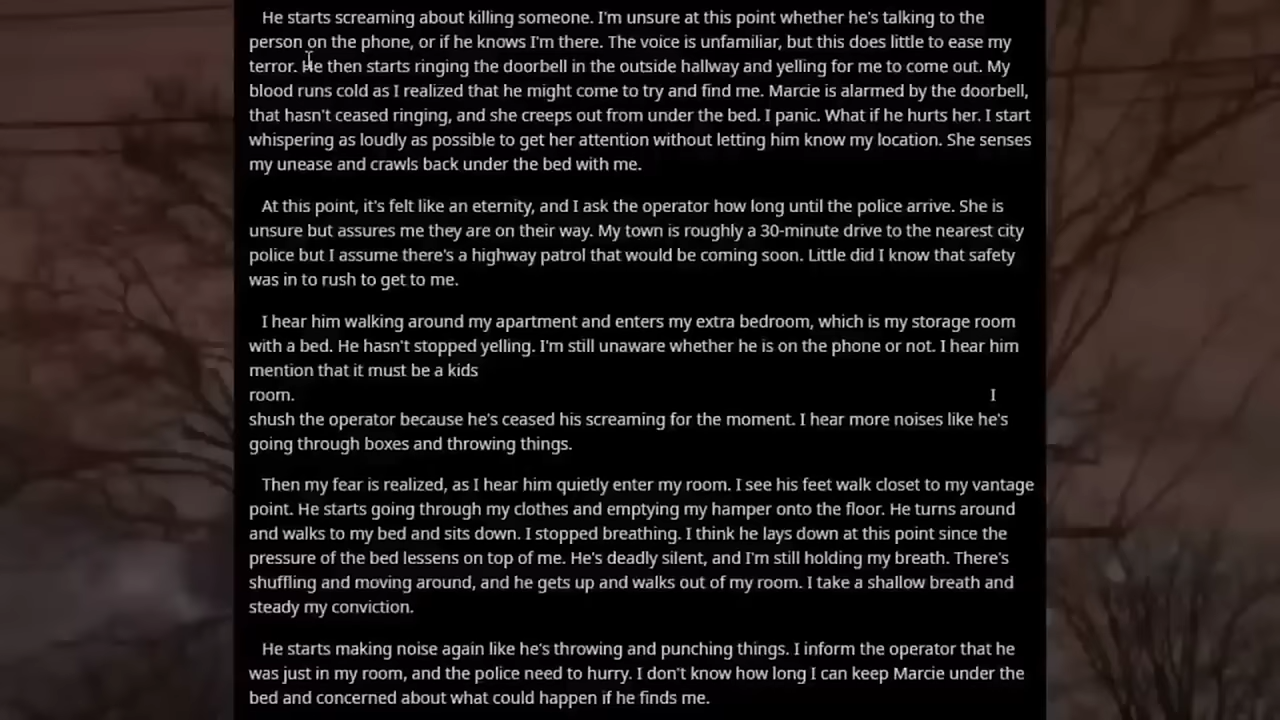 He starts screaming about killing someone. I'm unsure at this point whether he's talking to the
person on the phone, or if he knows I'm there. The voice is unfamiliar, but this does little to ease my
terror. He then starts ringing the doorbell in the outside hallway and yelling for me to come out. My
blood runs cold as I realized that he might come to try and find me. Marcie is alarmed by the doorbell,
that hasn't ceased ringing, and she creeps out from under the bed. I panic. What if he hurts her. I start
whispering as loudly as possible to get her attention without letting him know my location. She senses
my unease and crawls back under the bed with me.
At this point, it's felt like an eternity, and I ask the operator how long until the police arrive. She is
unsure but assures me they are on their way. My town is roughly a 30-minute drive to the nearest city
police but I assume there's a highway patrol that would be coming soon. Little did I know that safety
was in to rush to get to me.
I hear him walking around my apartment and enters my extra bedroom, which is my storage room
with a bed. He hasn't stopped yelling. I'm still unaware whether he is on the phone or not. I hear him
mention that it must be a kids
room. I
shush the operator because he's ceased his screaming for the moment. I hear more noises like he's
going through boxes and throwing things.
Then my fear is realized, as I hear him quietly enter my room. I see his feet walk closet to my vantage
point. He starts going through my clothes and emptying my hamper onto the floor. He turns around
and walks to my bed and sits down. I stopped breathing. I think he lays down at this point since the
pressure of the bed lessens on top of me. He's deadly silent, and I'm still holding my breath. There's
shuffling and moving around, and he gets up and walks out of my room. I take a shallow breath and
steady my conviction.
He starts making noise again like he's throwing and punching things. I inform the operator that he
was just in my room, and the police need to hurry. I don't know how long I can keep Marcie under the
bed and concerned about what could happen if he finds me.